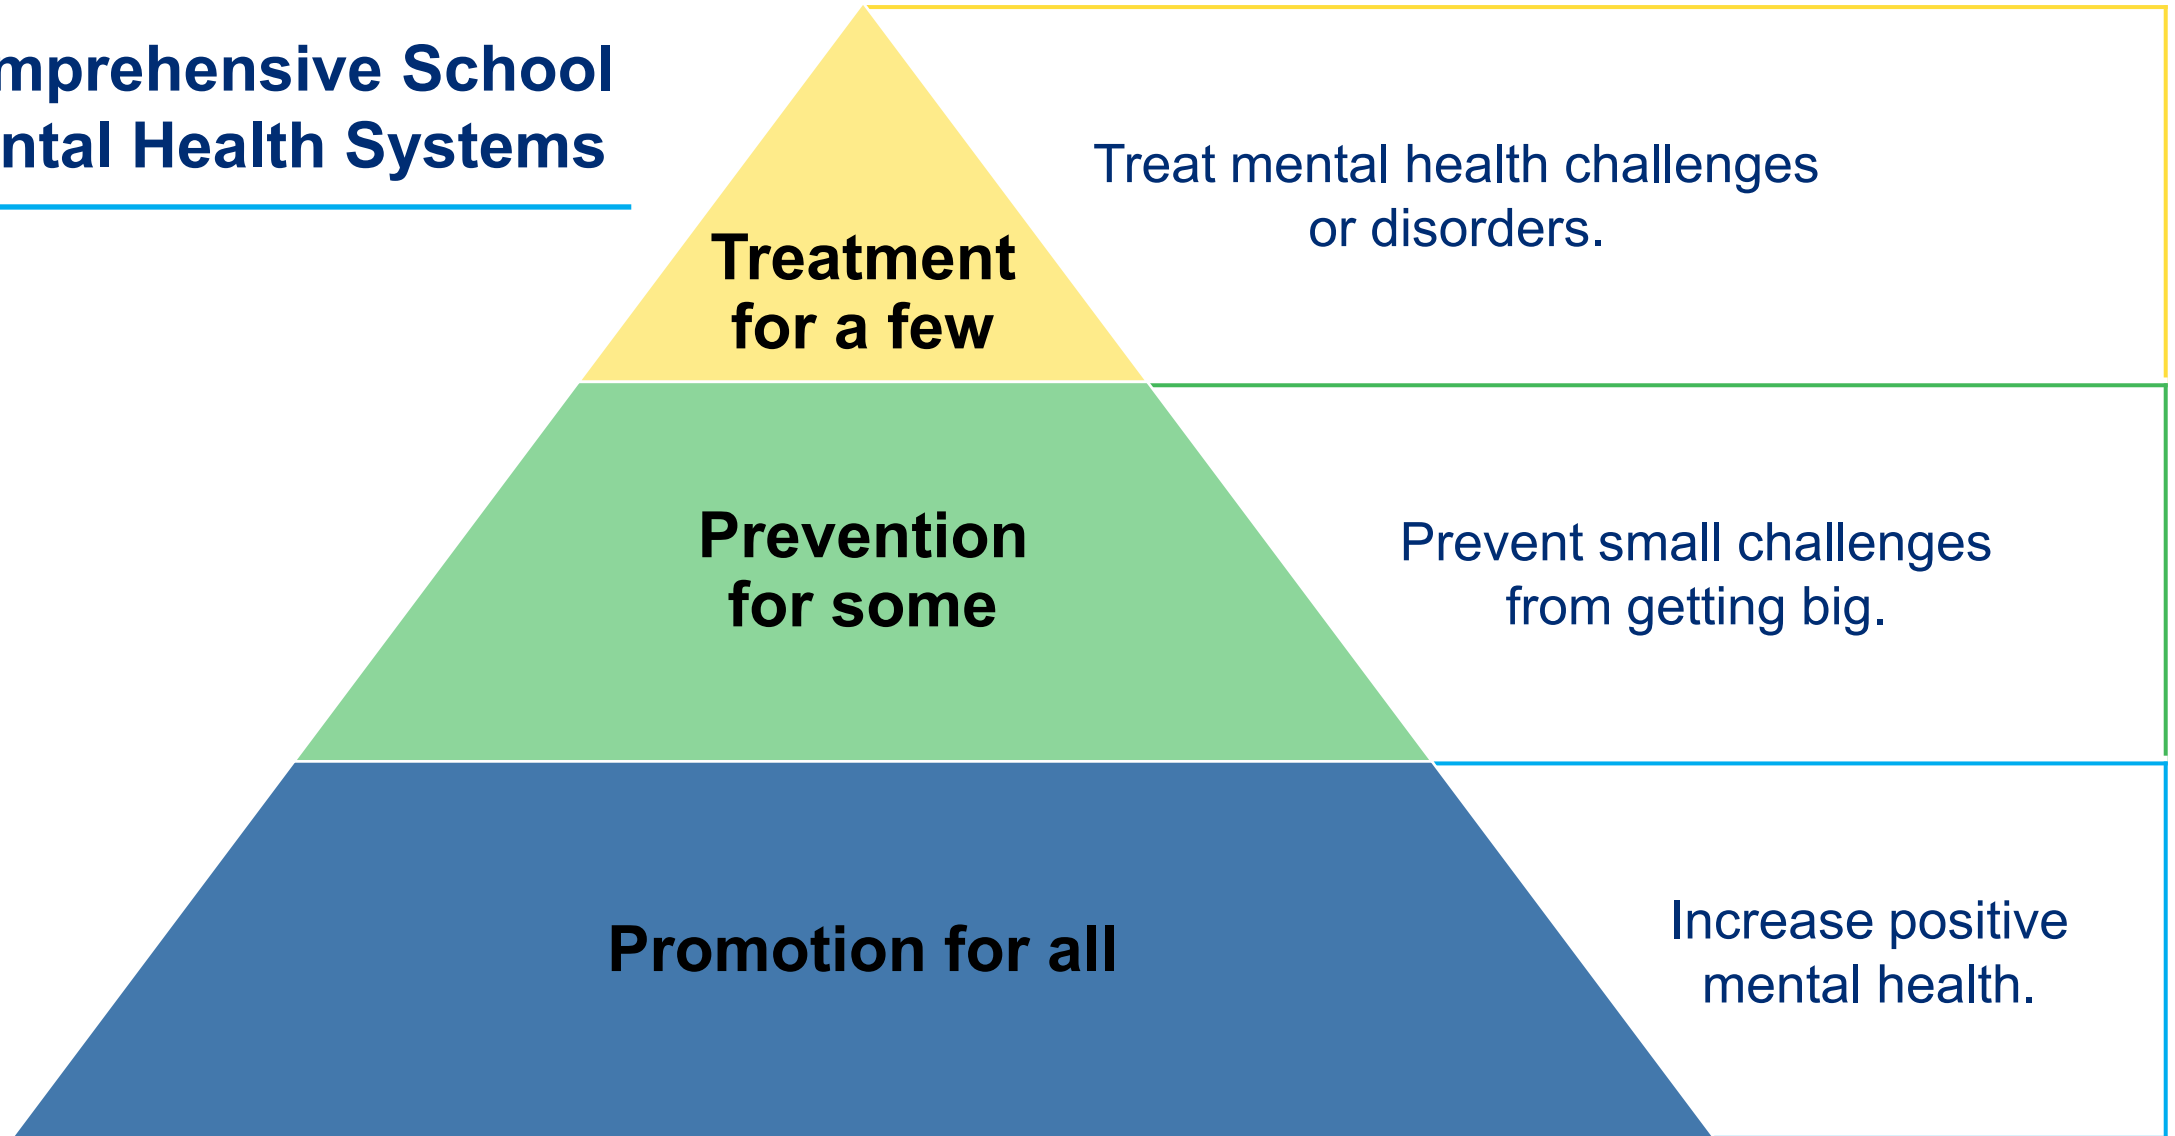 mprehensive School
ntal Health Systems
Treatment
for a few
Treat mental health challenges
or disorders.
Prevention
for some
Prevent small challenges
from getting big.
Promotion for all
Increase positive
mental health.